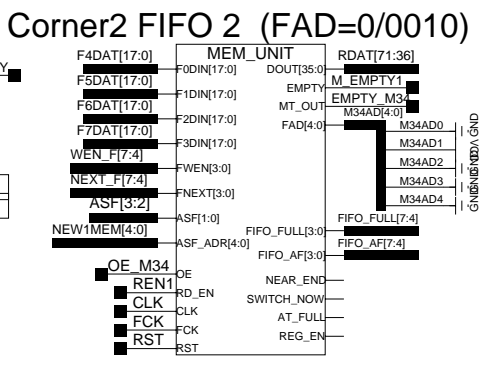 Corner2 FIFO 2 (FAD=0/0010)
Y
MEM_UNIT
F4DAT[17:0]
F0DIN[17:0]
F5DAT[17:0]
F1DIN[17:0]
F6DAT[17:0]
F2DIN[17:0]
F7DAT[17:0]
F3DIN[17:0]
WEN_F[7:4]
FWEN[3:0]
NEXT_F[7:4]
FNEXT[3:0]
ASF[3:2]
ASF[1:0]
NEW1MEM[4:0]
ASF_ADR[4:0]
OE_M34
OE
REN1
RD_EN
CLK
CLK
FCK
FCK
RST
RST
RDAT[71:36]
DOUT[35:0]
M_EMPTY1
EMPTY
EMPTY_M34
MT_OUT
M34AD[4:0]
FAD[4:0]
M34AD0
GND
M34AD1
M34AD2
M34AD3
M34AD4
GND
FIFO_FULL[7:4]
FIFO_FULL[3:0]
FIFO_AF[7:4]
FIFO_AF[3:0]
NEAR_END
SWITCH_NOW
AT_FULL
REG_EN